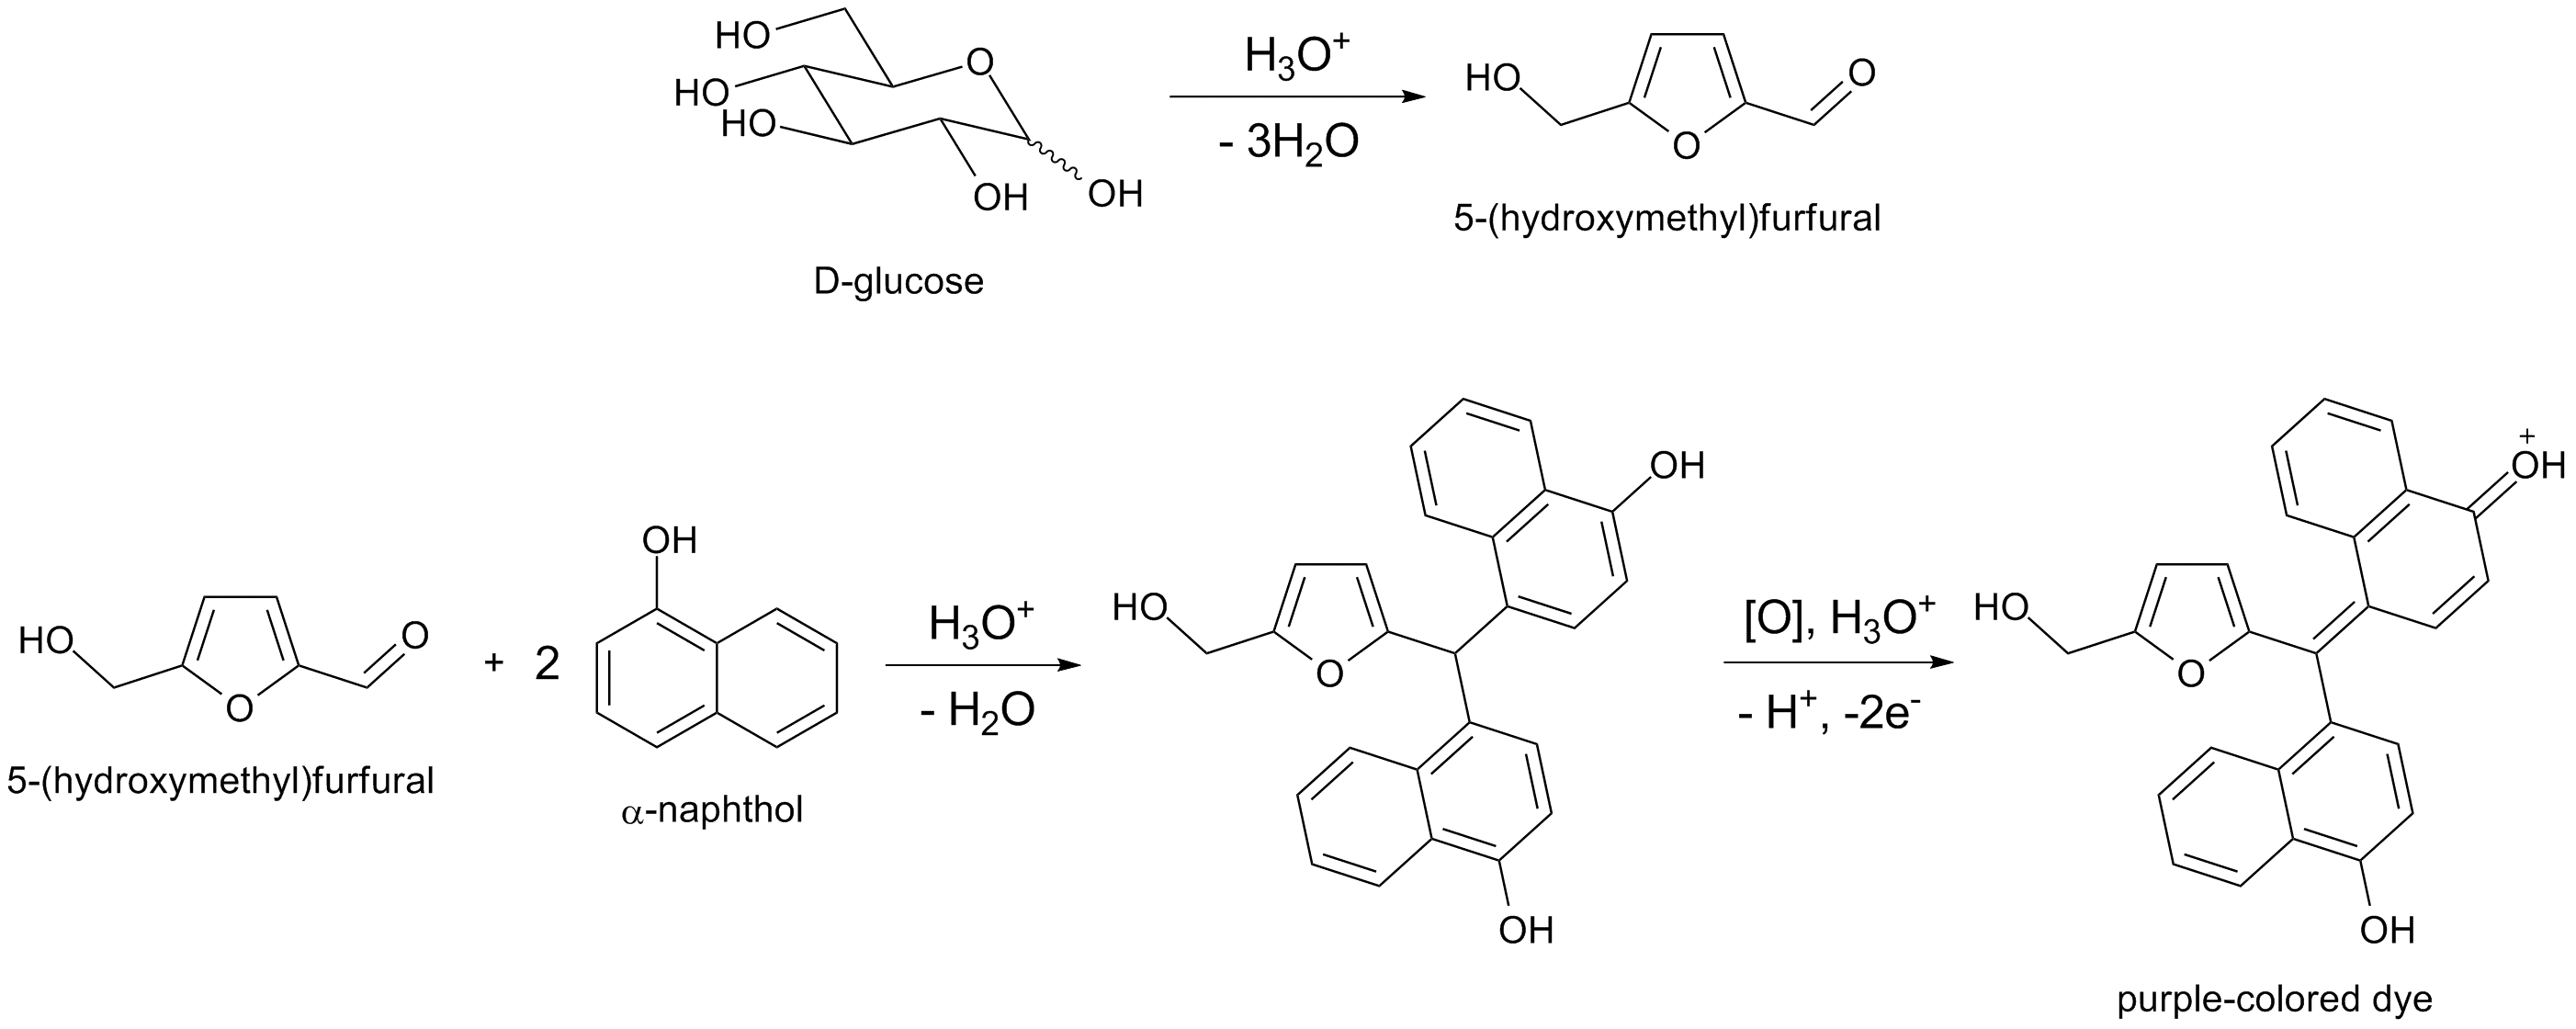 HO
HO
HO
O
OH
OH
D-glucose
H₃O⁺
- 3H₂O
HO
O
O
5-(hydroxymethyl)furfural
HO
O
O
5-(hydroxymethyl)furfural
+ 2
OH
α-naphthol
H₃O⁺
- H₂O
HO
O
OH
OH
[O], H₃O⁺
- H⁺, -2e⁻
HO
O
+
OH
OH
purple-colored dye